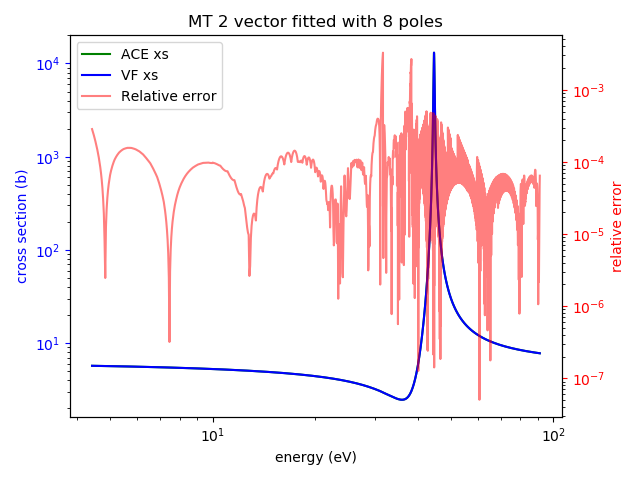 MT 2 vector fitted with 8 poles
ACE xs
VF xs
Relative error
10⁴
10³
10²
10¹
cross section (b)
10⁻³
10⁻⁴
10⁻⁵
10⁻⁶
10⁻⁷
relative error
10¹
10²
energy (eV)